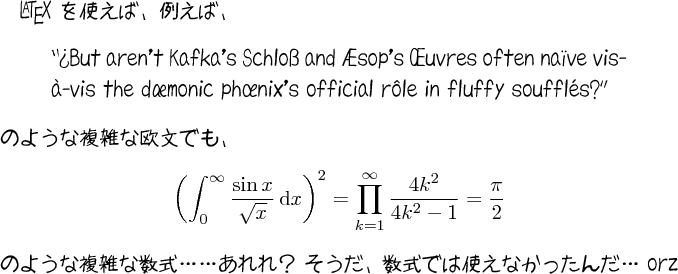 LATEX を使えば、例えば、
“¿But aren’t Kafka’s Schloß and Æsop’s Œuvres often naïve vis-
à-vis the dæmonic phœnix’s official rôle in fluffy soufflés?”
のような複雑な欧文でも、
\left( \int_0^\infty \frac{\sin x}{\sqrt{x}} \, \mathrm{d}x \right)^2 = \prod_{k=1}^\infty \frac{4k^2}{4k^2 - 1} = \frac{\pi}{2}
のような複雑な数式……あれれ？ そうだ、数式では使えなかったんだ… orz